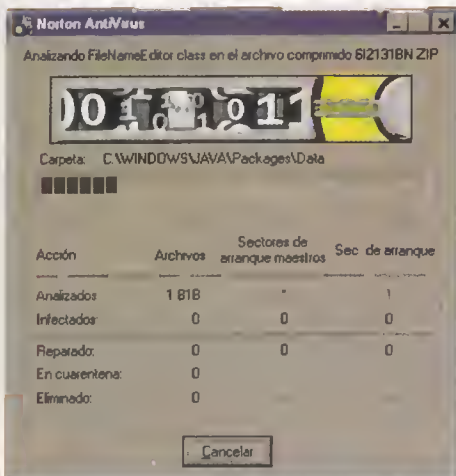 Norton AntiVirus
Analizando FileNameEditor class en el archivo comprimido 6I2131BN ZIP
Carpeta: C:\WINDOWS\JAVA\Packages\Data
Acción Archivos Sectores de arranque maestros Sec de arranque
Analizados 1 818 * 1
Infectados: 0 0 0
Reparado: 0 0 0
En cuarentena: 0
Eliminado: 0
Cancelar